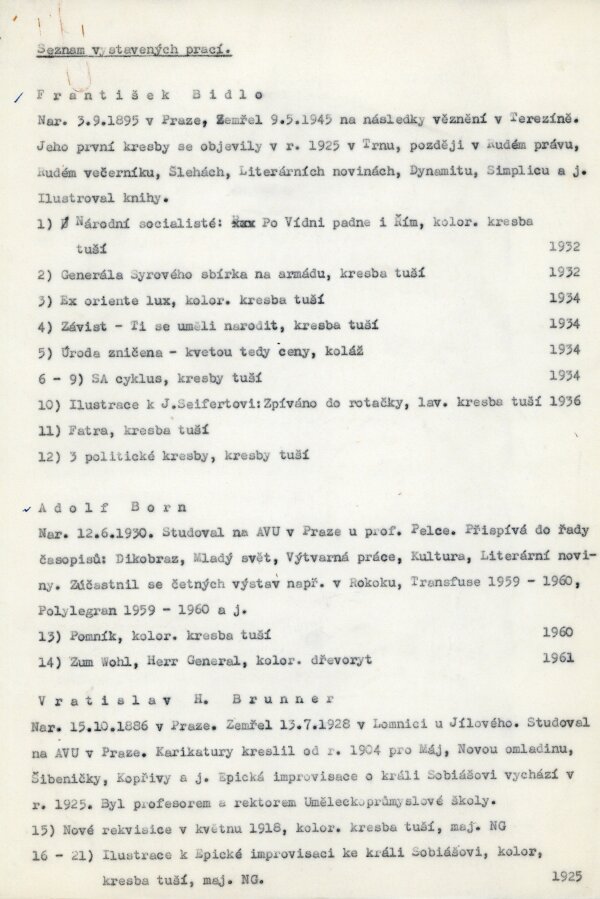 Seznam vystavených prací.
František Bidlo
Nar. 3.9.1895 v Praze, Zemřel 9.5.1945 na následky věznění v Terezíně.
Jeho první kresby se objevily v r. 1925 v Trnu, později v Rudém právu,
Rudém večerníku, Šlehách, Literárních novinách, Dynamitu, Simplicu a j.
Ilustroval knihy.
1) Národní socialisté: Po Vídni padne i Řím, kolor. kresba
tuší 1932
2) Generála Syrového sbírka na armádu, kresba tuší 1932
3) Ex oriente lux, kolor. kresba tuší 1934
4) Závist - Ti se uměli narodit, kresba tuší 1934
5) Úroda zničena - kvetou tedy ceny, koláž 1934
6 - 9) SA cyklus, kresby tuší 1934
10) Ilustrace k J.Seifertovi:Zpíváno do rotačky, lav. kresba tuší 1936
11) Fatra, kresba tuší
12) 3 politické kresby, kresby tuší
Adolf Born
Nar. 12.6.1930. Studoval na AVU v Praze u prof. Pelce. Přispívá do řady
časopisů: Dikobraz, Mladý svět, Výtvarná práce, Kultura, Literární novi-
ny. Zúčastnil se četných výstav např. v Rokoku, Transfuse 1959 - 1960,
Polylegran 1959 - 1960 a j.
13) Pomník, kolor. kresba tuší 1960
14) Zum Wohl, Herr General, kolor. dřevoryt 1961
Vratislav H. Brunner
Nar. 15.10.1886 v Praze. Zemřel 13.7.1928 v Lomnici u Jílového. Studoval
na AVU v Praze. Karikatury kreslil od r. 1904 pro Máj, Novou omladinu,
Šibeničky, Kopřivy a j. Epická improvisace o králi Sobiášovi vychází v
r. 1925. Byl profesorem a rektorem Uměleckoprůmyslové školy.
15) Nové rekvisice v květnu 1918, kolor. kresba tuší, maj. NG
16 - 21) Ilustrace k Epické improvisaci ke králi Sobiášovi, kolor,
kresba tuší, maj. NG. 1925